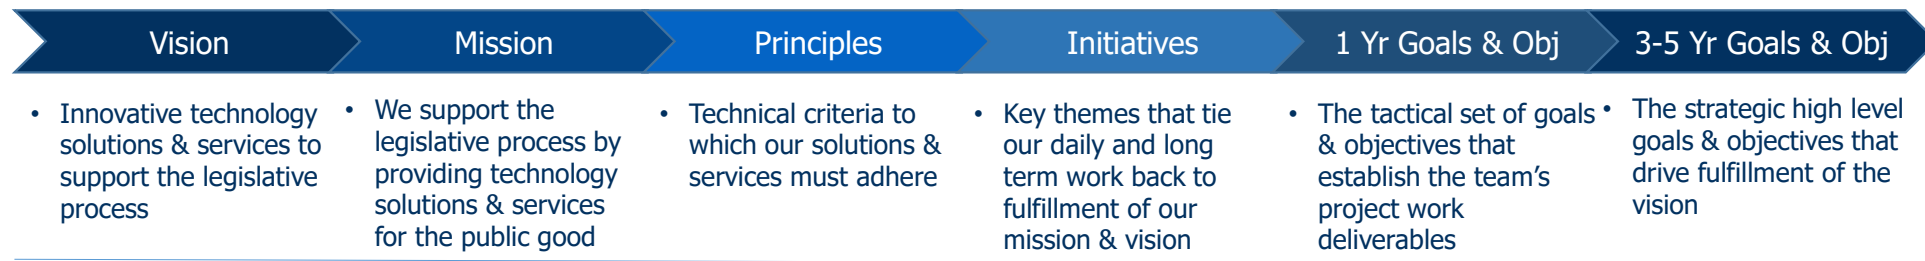 Vision
Mission
Principles
Initiatives
1 Yr Goals & Obj
3-5 Yr Goals & Obj
• Innovative technology
solutions & services to
support the legislative
process
• We support the
legislative process by
providing technology
solutions & services
for the public good
• Technical criteria to
which our solutions &
services must adhere
• Key themes that tie
our daily and long
term work back to
fulfillment of our
mission & vision
• The tactical set of goals
& objectives that
establish the team's
project work
deliverables
• The strategic high level
goals & objectives that
drive fulfillment of the
vision